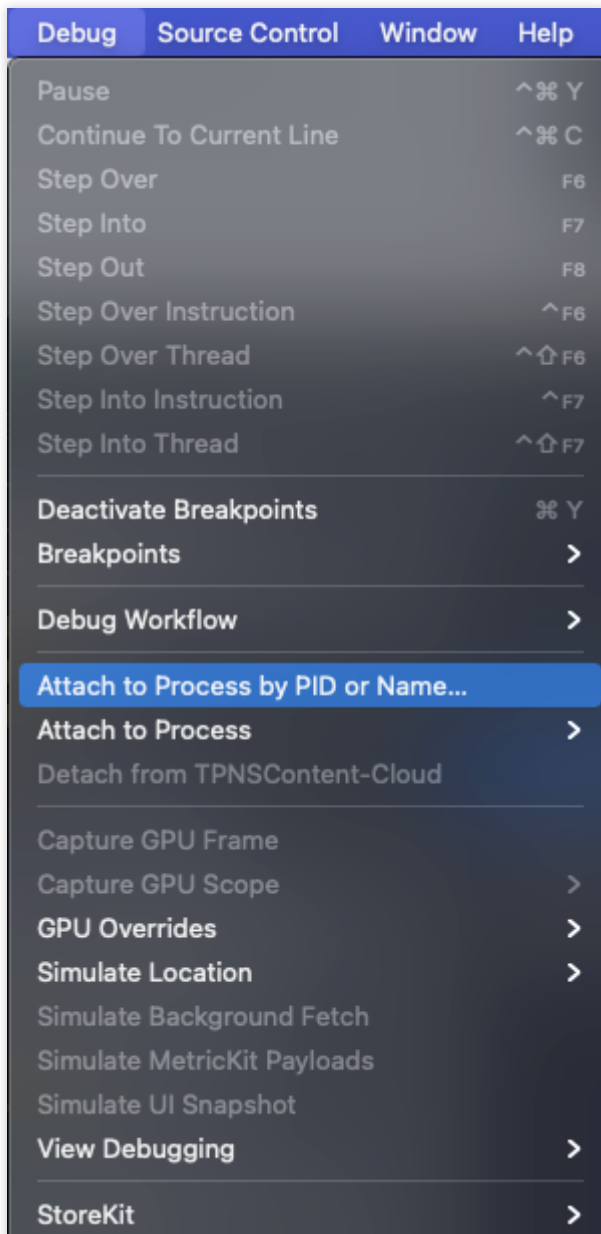 Debug Source Control Window Help
Pause ^⌘ Y
Continue To Current Line ^⌘ C
Step Over F6
Step Into F7
Step Out F8
Step Over Instruction ^F6
Step Over Thread ^⇧F6
Step Into Instruction ^F7
Step Into Thread ^⇧F7
Deactivate Breakpoints ⌘ Y
Breakpoints >
Debug Workflow >
Attach to Process by PID or Name...
Attach to Process >
Detach from TPNSContent-Cloud
Capture GPU Frame
Capture GPU Scope >
GPU Overrides >
Simulate Location >
Simulate Background Fetch
Simulate MetricKit Payloads
Simulate UI Snapshot
View Debugging >
StoreKit >